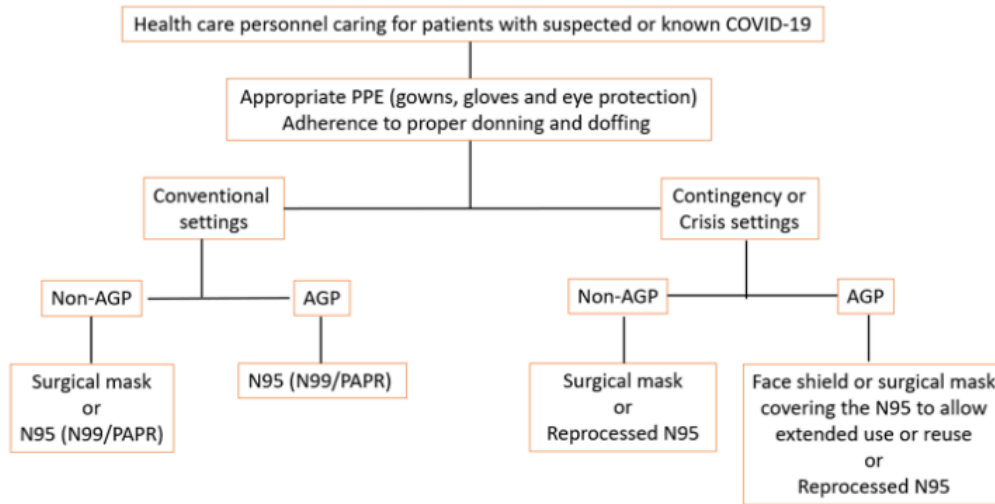 Health care personnel caring for patients with suspected or known COVID-19
Appropriate PPE (gowns, gloves and eye protection)
Adherence to proper donning and doffing
Conventional
settings
Contingency or
Crisis settings
Non-AGP
AGP
Non-AGP
AGP
Surgical mask
or
N95 (N99/PAPR)
N95 (N99/PAPR)
Surgical mask
or
Reprocessed N95
Face shield or surgical mask
covering the N95 to allow
extended use or reuse
or
Reprocessed N95